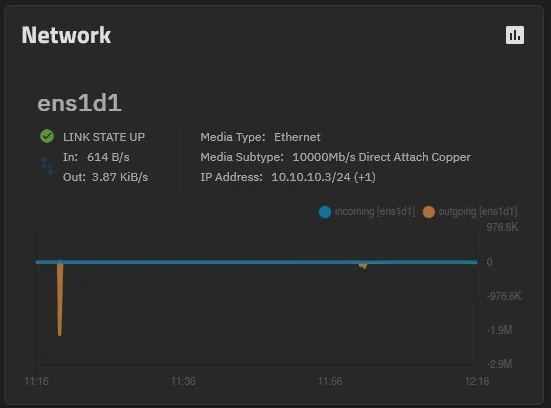 Network
ens1d1
LINK STATE UP
In: 614 B/s
Out: 3.87 KiB/s
Media Type: Ethernet
Media Subtype: 10000Mb/s Direct Attach Copper
IP Address: 10.10.10.3/24 (+1)
incoming [ens1d1] outgoing [ens1d1]
976.6K
0
-976.6K
-1.9M
-2.9M
11:16 11:36 11:56 12:16